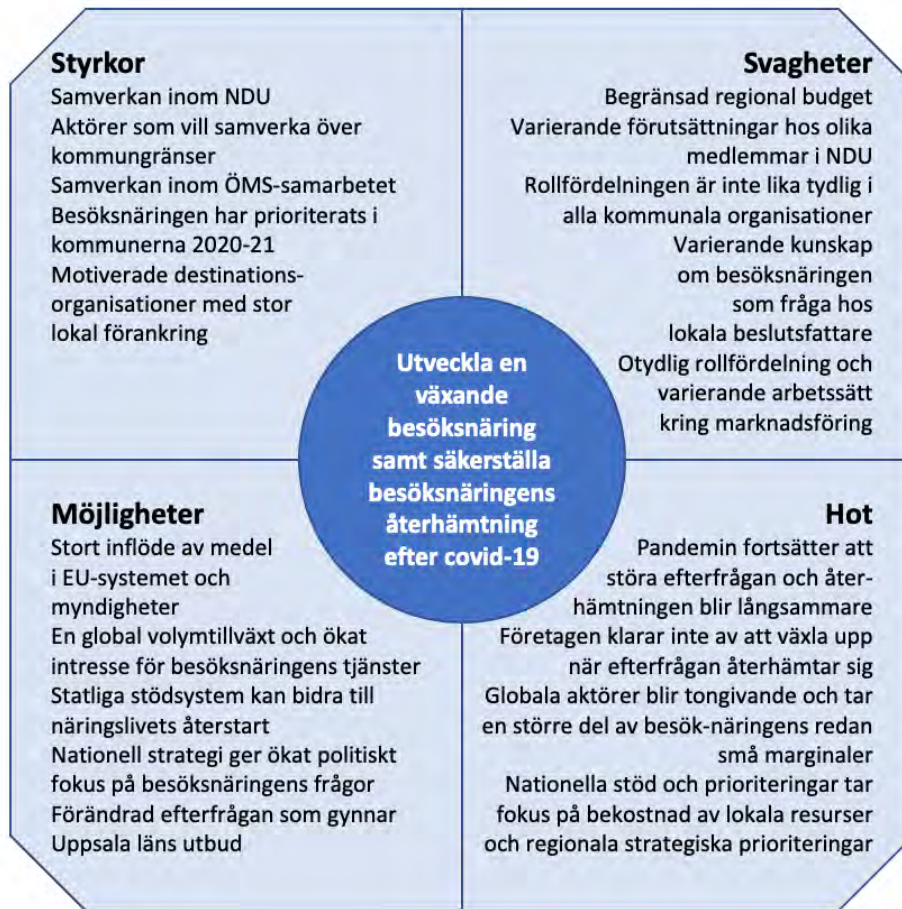 Styrkor
Samverkan inom NDU
Aktörer som vill samverka över
kommungränser
Samverkan inom ÖMS-samarbetet
Besöksnäringen har prioriterats i
kommunerna 2020-21
Motiverade destinations-
organisationer med stor
lokal förankring
Svagheter
Begränsad regional budget
Varierande förutsättningar hos olika
medlemmar i NDU
Rollfördelningen är inte lika tydlig i
alla kommunala organisationer
Varierande kunskap
om besöksnäringen
som fråga hos
lokala beslutsfattare
Otydlig rollfördelning och
varierande arbetssätt
kring marknadsföring
Utveckla en
växande
besöksnäring
samt säkerställa
besöksnäringens
återhämtning
efter covid-19
Möjligheter
Stort inflöde av medel
i EU-systemet och
myndigheter
En global volymtillväxt och ökat
intresse för besöksnäringens tjänster
Statliga stödsystem kan bidra till
näringslivets återstart
Nationell strategi ger ökat politiskt
fokus på besöksnäringens frågor
Förändrad efterfrågan som gynnar
Uppsala läns utbud
Hot
Pandemin fortsätter att
störa efterfrågan och åter-
hämtningen blir långsammare
Företagen klarar inte av att växla upp
när efterfrågan återhämtar sig
Globala aktörer blir tongivande och tar
en större del av besök-näringens redan
små marginaler
Nationella stöd och prioriteringar tar
fokus på bekostnad av lokala resurser
och regionala strategiska prioriteringar